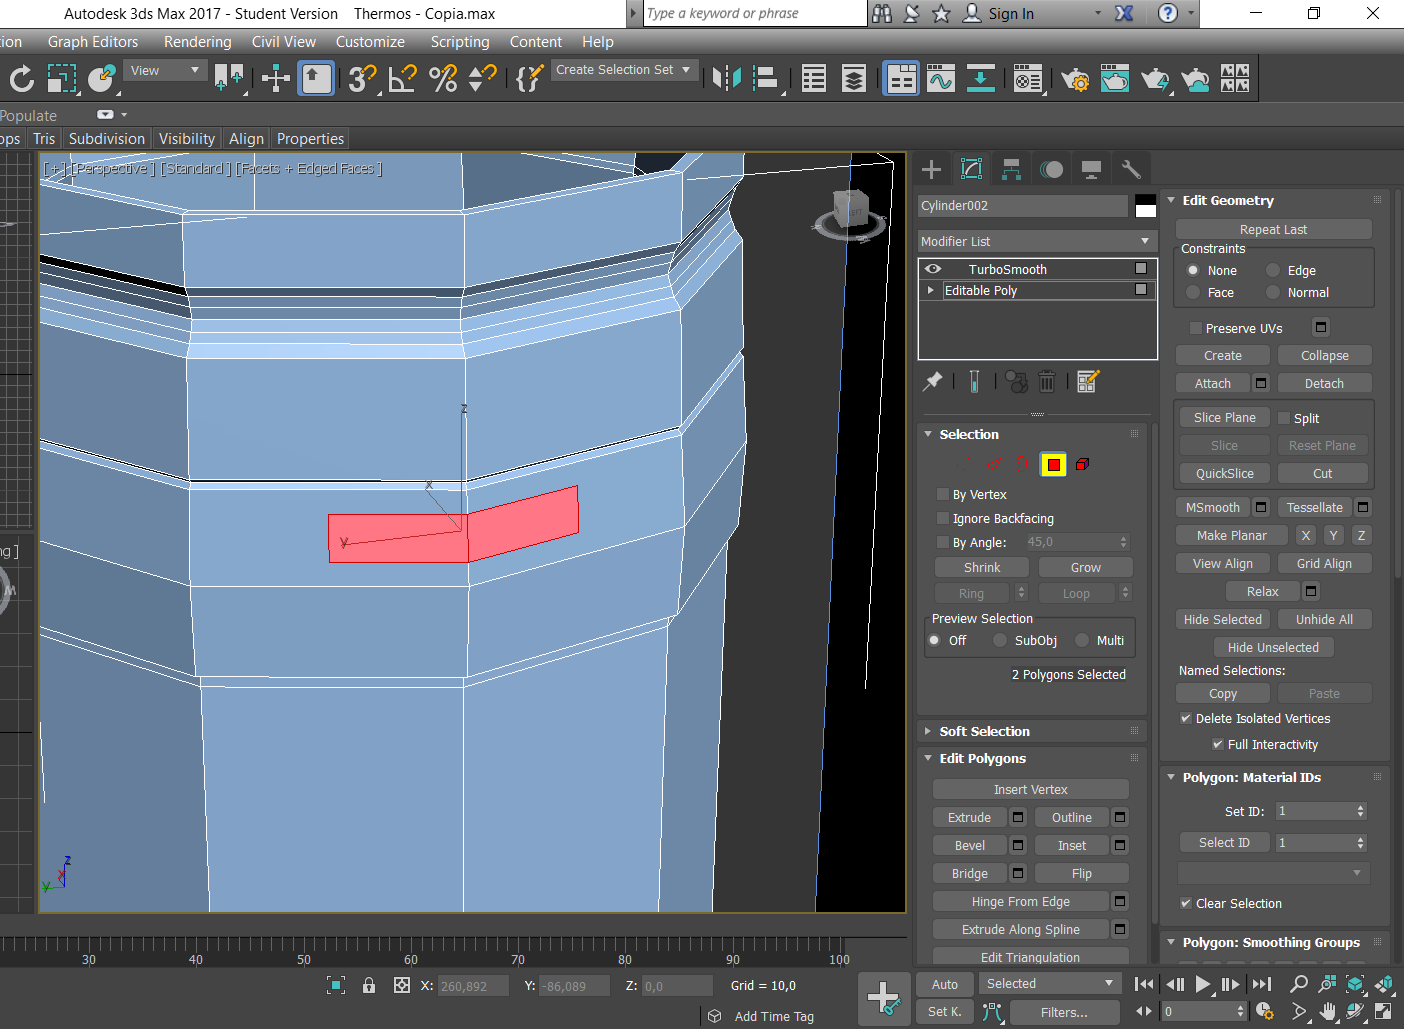 Autodesk 3ds Max 2017 - Student Version Thermos - Copia.max
Type a keyword or phrase
Sign In
ion Graph Editors Rendering Civil View Customize Scripting Content Help
View
Create Selection Set
Populate
ops Tris Subdivision Visibility Align Properties
[+] [Perspective] [Standard] [Facets + Edged Faces]
z
x
y
ng]
z
x
y
Cylinder002
Modifier List
TurboSmooth
Editable Poly
Selection
By Vertex
Ignore Backfacing
By Angle: 45,0
Shrink Grow
Ring Loop
Preview Selection
Off SubObj Multi
2 Polygons Selected
Soft Selection
Edit Polygons
Insert Vertex
Extrude Outline
Bevel Inset
Bridge Flip
Hinge From Edge
Extrude Along Spline
Edit Triangulation
Edit Geometry
Repeat Last
Constraints
None Edge
Face Normal
Preserve UVs
Create Collapse
Attach Detach
Slice Plane Split
Slice Reset Plane
QuickSlice Cut
MSmooth Tessellate
Make Planar X Y Z
View Align Grid Align
Relax
Hide Selected Unhide All
Hide Unselected
Named Selections:
Copy Paste
Delete Isolated Vertices
Full Interactivity
Polygon: Material IDs
Set ID: 1
Select ID 1
Clear Selection
Polygon: Smoothing Groups
30 40 50 60 70 80 90 100
X: 260,892 Y: -86,089 Z: 0,0 Grid = 10,0
Add Time Tag
Auto Selected
Set K. Filters...
0